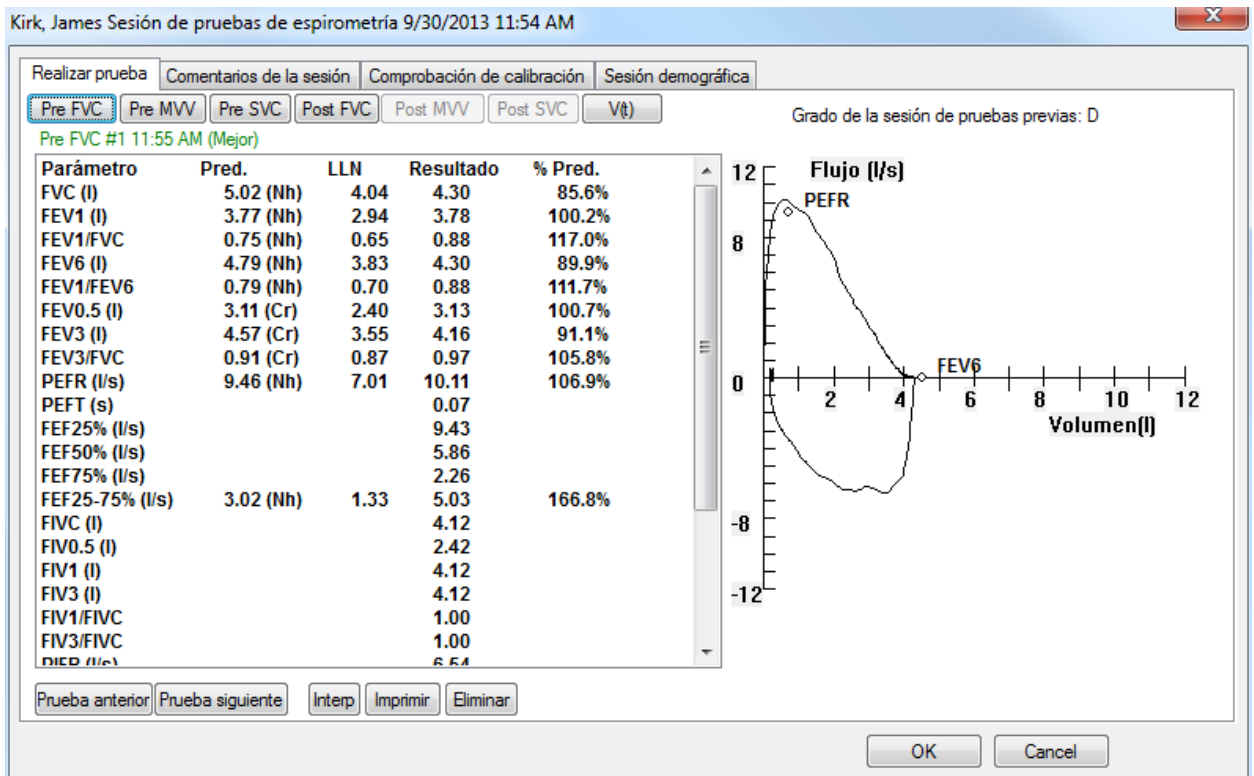 Kirk, James Sesión de pruebas de espirometría 9/30/2013 11:54 AM
Realizar prueba Comentarios de la sesión Comprobación de calibración Sesión demográfica
Pre FVC Pre MVV Pre SVC Post FVC Post MVV Post SVC V(t)
Grado de la sesión de pruebas previas: D
Pre FVC #1 11:55 AM (Mejor)
Parámetro Pred. LLN Resultado % Pred.
FVC (l) 5.02 (Nh) 4.04 4.30 85.6%
FEV1 (l) 3.77 (Nh) 2.94 3.78 100.2%
FEV1/FVC 0.75 (Nh) 0.65 0.88 117.0%
FEV6 (l) 4.79 (Nh) 3.83 4.30 89.9%
FEV1/FEV6 0.79 (Nh) 0.70 0.88 111.7%
FEV0.5 (l) 3.11 (Cr) 2.40 3.13 100.7%
FEV3 (l) 4.57 (Cr) 3.55 4.16 91.1%
FEV3/FVC 0.91 (Cr) 0.87 0.97 105.8%
PEFR (l/s) 9.46 (Nh) 7.01 10.11 106.9%
PEFT (s) 0.07
FEF25% (l/s) 9.43
FEF50% (l/s) 5.86
FEF75% (l/s) 2.26
FEF25-75% (l/s) 3.02 (Nh) 1.33 5.03 166.8%
FIVC (l) 4.12
FIV0.5 (l) 2.42
FIV1 (l) 4.12
FIV3 (l) 4.12
FIV1/FIVC 1.00
FIV3/FIVC 1.00
PIFR (l/s) 6.54
12 Flujo (l/s)
PEFR
8
FEV6
0
2 4 6 8 10 12
Volumen(l)
-8
-12
Prueba anterior Prueba siguiente Interp Imprimir Eliminar
OK Cancel